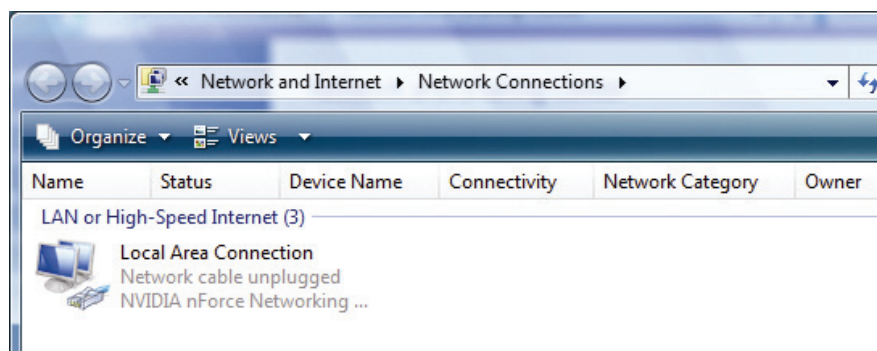 « Network and Internet Network Connections
Organize Views
Name Status Device Name Connectivity Network Category Owner
LAN or High-Speed Internet (3)
Local Area Connection
Network cable unplugged
NVIDIA nForce Networking ...